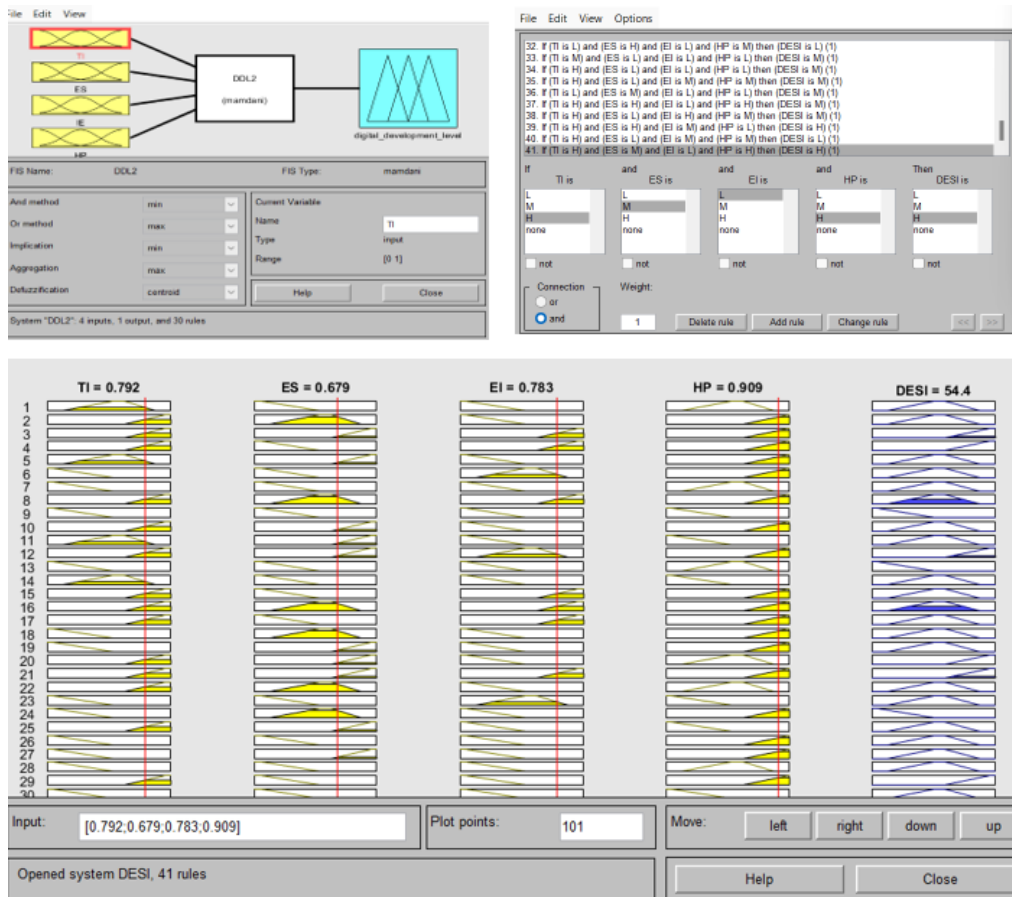 File Edit View
TI
ES
IE
HP
DDL2
(mamdani)
digital_development_level
FIS Name: DDL2 FIS Type: mamdani
And method min
Or method max
Implication min
Aggregation max
Defuzzification centroid
Current Variable
Name TI
Type input
Range [0 1]
Help Close
System "DDL2": 4 inputs, 1 output, and 30 rules
File Edit View Options
32. If (TI is L) and (ES is H) and (EI is L) and (HP is M) then (DESI is L) (1)
33. If (TI is M) and (ES is L) and (EI is L) and (HP is L) then (DESI is M) (1)
34. If (TI is H) and (ES is L) and (EI is L) and (HP is L) then (DESI is M) (1)
35. If (TI is H) and (ES is M) and (EI is L) and (HP is M) then (DESI is M) (1)
36. If (TI is L) and (ES is M) and (EI is L) and (HP is M) then (DESI is M) (1)
37. If (TI is H) and (ES is H) and (EI is L) and (HP is H) then (DESI is M) (1)
38. If (TI is H) and (ES is L) and (EI is H) and (HP is M) then (DESI is H) (1)
39. If (TI is H) and (ES is H) and (EI is M) and (HP is L) then (DESI is H) (1)
40. If (TI is L) and (ES is M) and (EI is L) and (HP is M) then (DESI is H) (1)
41. If (TI is H) and (ES is M) and (EI is L) and (HP is H) then (DESI is H) (1)
If and and and Then
TI is ES is EI is HP is DESI is
L L L L L
M M M M M
H H H H H
none none none none none
not not not not not
Connection Weight:
or
and 1 Delete rule Add rule Change rule << >>
TI = 0.792 ES = 0.679 EI = 0.783 HP = 0.909 DESI = 54.4
1
2
3
4
5
6
7
8
9
10
11
12
13
14
15
16
17
18
19
20
21
22
23
24
25
26
27
28
29
30
Input: [0.792;0.679;0.783;0.909] Plot points: 101 Move: left right down up
Opened system DESI, 41 rules Help Close